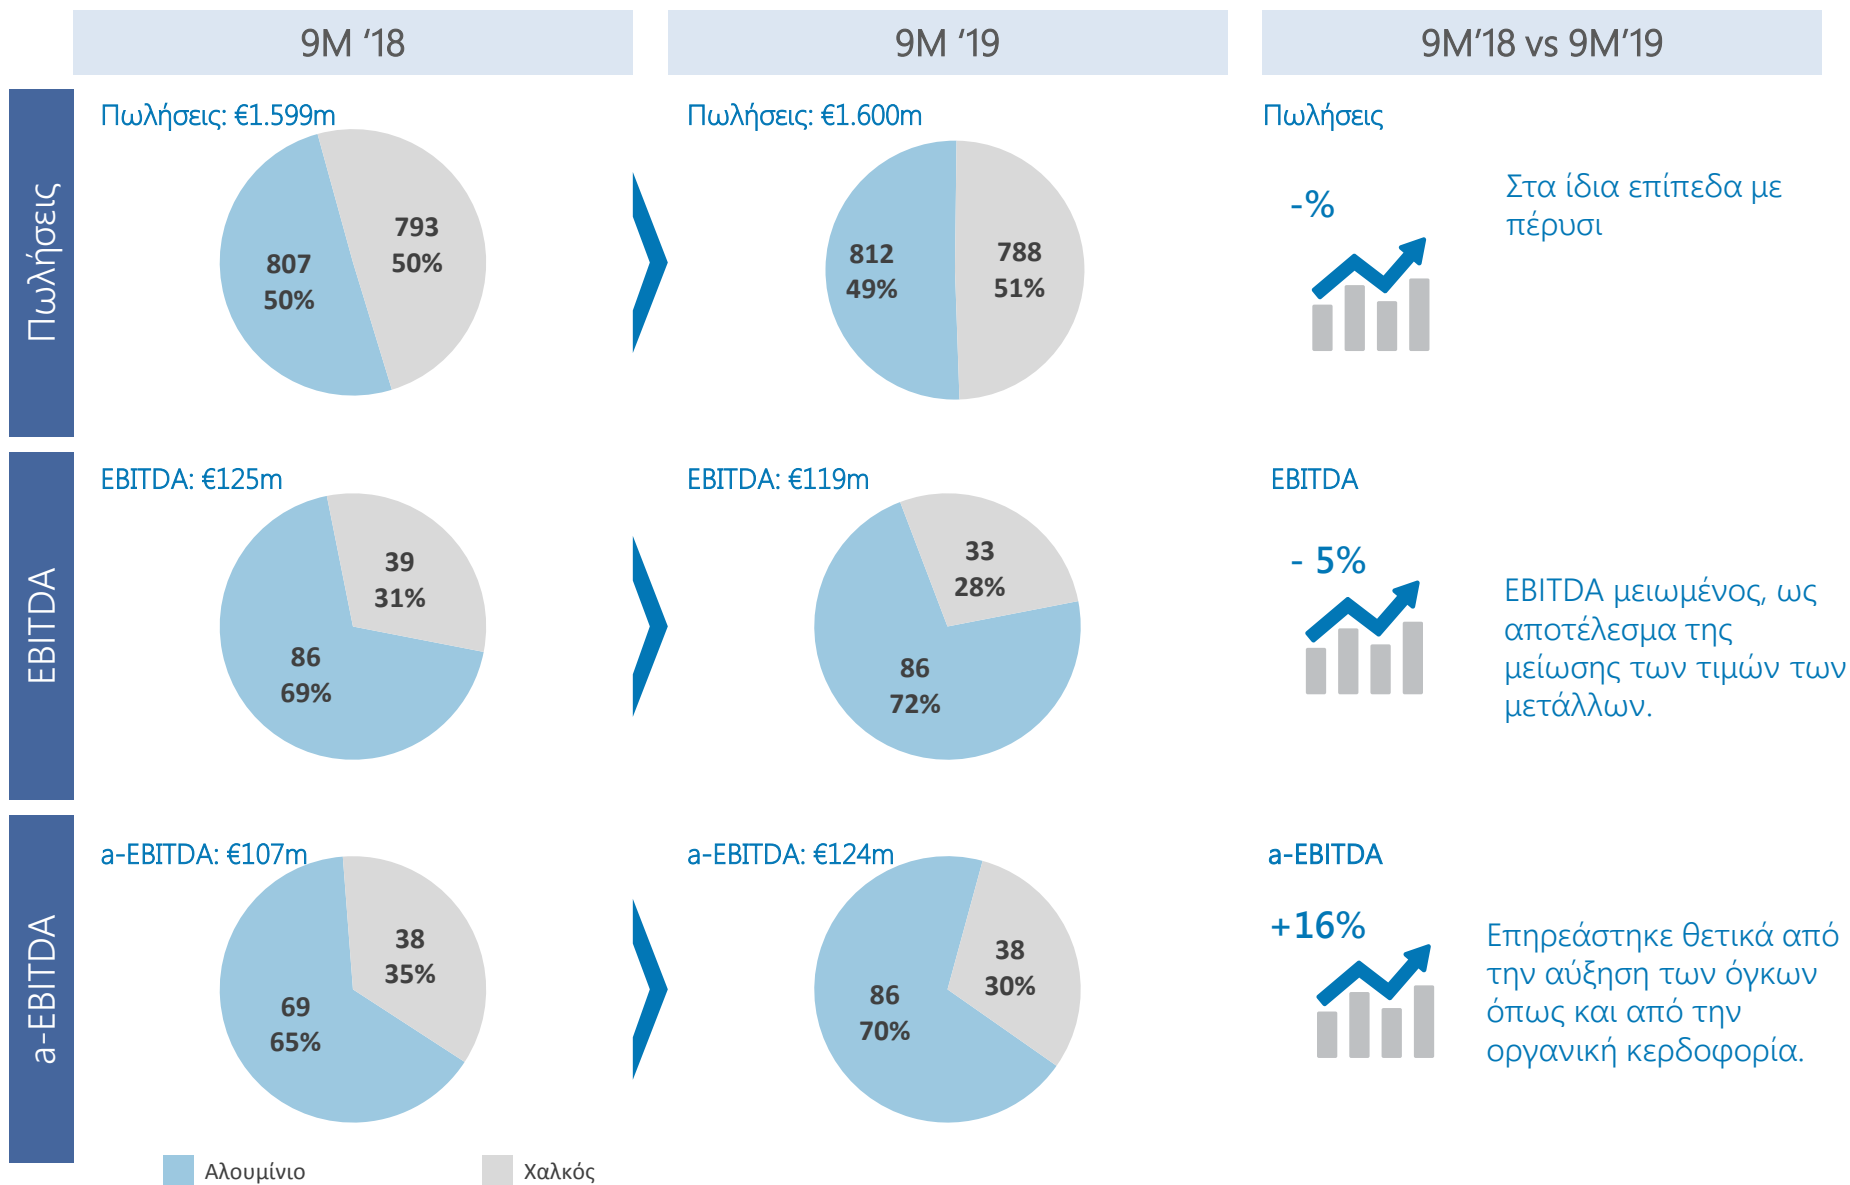 9M ‘18
9M ‘19
9M’18 vs 9M’19
Πωλήσεις
Πωλήσεις: €1.599m
793
50%
807
50%
Πωλήσεις: €1.600m
812
49%
788
51%
Πωλήσεις
-%
Στα ίδια επίπεδα με
πέρυσι
EBITDA
EBITDA: €125m
39
31%
86
69%
EBITDA: €119m
33
28%
86
72%
EBITDA
- 5%
EBITDA μειωμένος, ως
αποτέλεσμα της
μείωσης των τιμών των
μετάλλων.
a-EBITDA
a-EBITDA: €107m
38
35%
69
65%
a-EBITDA: €124m
38
30%
86
70%
a-EBITDA
+16%
Επηρεάστηκε θετικά από
την αύξηση των όγκων
όπως και από την
οργανική κερδοφορία.
Αλουμίνιο
Χαλκός